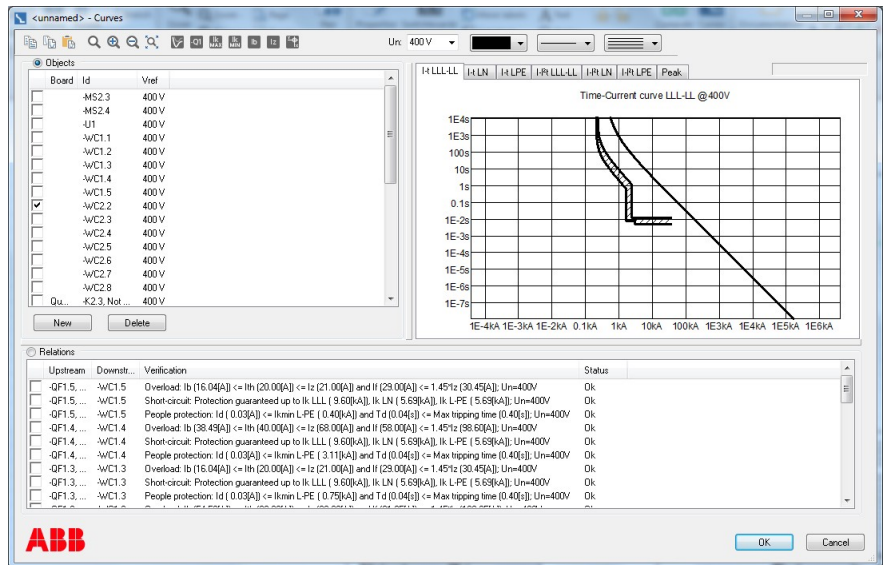 <unnamed> - Curves
Q1 Ik MAX Ik MIN Ib Iz
Un: 400 V
Objects
Board Id Vref
-MS2.3 400 V
-MS2.4 400 V
-U1 400 V
-WC1.1 400 V
-WC1.2 400 V
-WC1.3 400 V
-WC1.4 400 V
-WC1.5 400 V
-WC2.2 400 V
-WC2.3 400 V
-WC2.4 400 V
-WC2.5 400 V
-WC2.6 400 V
-WC2.7 400 V
-WC2.8 400 V
Qu... -K2.3, Not ... 400 V
New Delete
I-t LLL-LL I-t LN I-t LPE I-I²t LLL-LL I-I²t LN I-I²t LPE Peak
Time-Current curve LLL-LL @400V
1E4s
1E3s
100s
10s
1s
0.1s
1E-2s
1E-3s
1E-4s
1E-5s
1E-6s
1E-7s
1E-4kA 1E-3kA 1E-2kA 0.1kA 1kA 10kA 100kA 1E3kA 1E4kA 1E5kA 1E6kA
Relations
Upstream Downstr... Verification Status
-QF1.5, ... -WC1.5 Overload: Ib (16.04[A]) <= Ith (20.00[A]) <= Iz (21.00[A]) and If (29.00[A]) <= 1.45*Iz (30.45[A]); Un=400V Ok
-QF1.5, ... -WC1.5 Short-circuit: Protection guaranteed up to Ik LLL ( 9.60[kA]), Ik LN ( 5.69[kA]), Ik L-PE ( 5.69[kA]); Un=400V Ok
-QF1.5, ... -WC1.5 People protection: Id ( 0.03[A]) <= Ikmin L-PE ( 0.40[kA]) and Td (0.04[s]) <= Max tripping time (0.40[s]); Un=400V Ok
-QF1.4, ... -WC1.4 Overload: Ib (38.49[A]) <= Ith (40.00[A]) <= Iz (68.00[A]) and If (58.00[A]) <= 1.45*Iz (98.60[A]); Un=400V Ok
-QF1.4, ... -WC1.4 Short-circuit: Protection guaranteed up to Ik LLL ( 9.60[kA]), Ik LN ( 5.69[kA]), Ik L-PE ( 5.69[kA]); Un=400V Ok
-QF1.4, ... -WC1.4 People protection: Id ( 0.03[A]) <= Ikmin L-PE ( 3.11[kA]) and Td (0.04[s]) <= Max tripping time (0.40[s]); Un=400V Ok
-QF1.3, ... -WC1.3 Overload: Ib (16.04[A]) <= Ith (20.00[A]) <= Iz (21.00[A]) and If (29.00[A]) <= 1.45*Iz (30.45[A]); Un=400V Ok
-QF1.3, ... -WC1.3 Short-circuit: Protection guaranteed up to Ik LLL ( 9.60[kA]), Ik LN ( 5.69[kA]), Ik L-PE ( 5.69[kA]); Un=400V Ok
-QF1.3, ... -WC1.3 People protection: Id ( 0.03[A]) <= Ikmin L-PE ( 0.75[kA]) and Td (0.04[s]) <= Max tripping time (0.40[s]); Un=400V Ok
ABB
OK Cancel